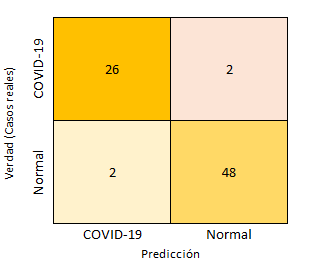 Verdad (Casos reales)
COVID-19
26
2
Normal
2
48
COVID-19
Normal
Predicción